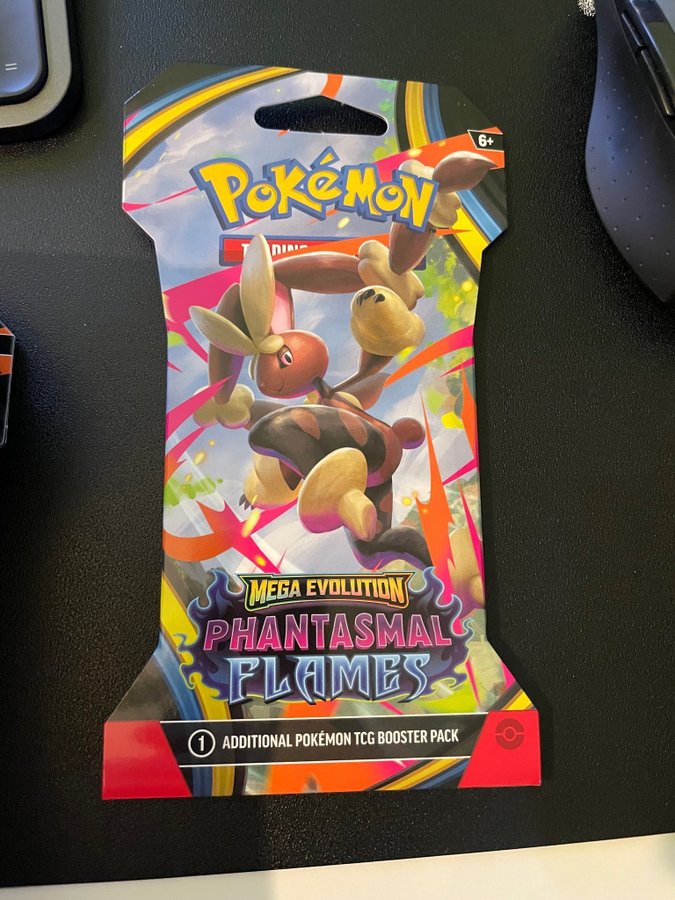 =
6+
POKéMON
MEGA EVOLUTION
PHANTASMAL
FLAMES
1 ADDITIONAL POKÉMON TCG BOOSTER PACK